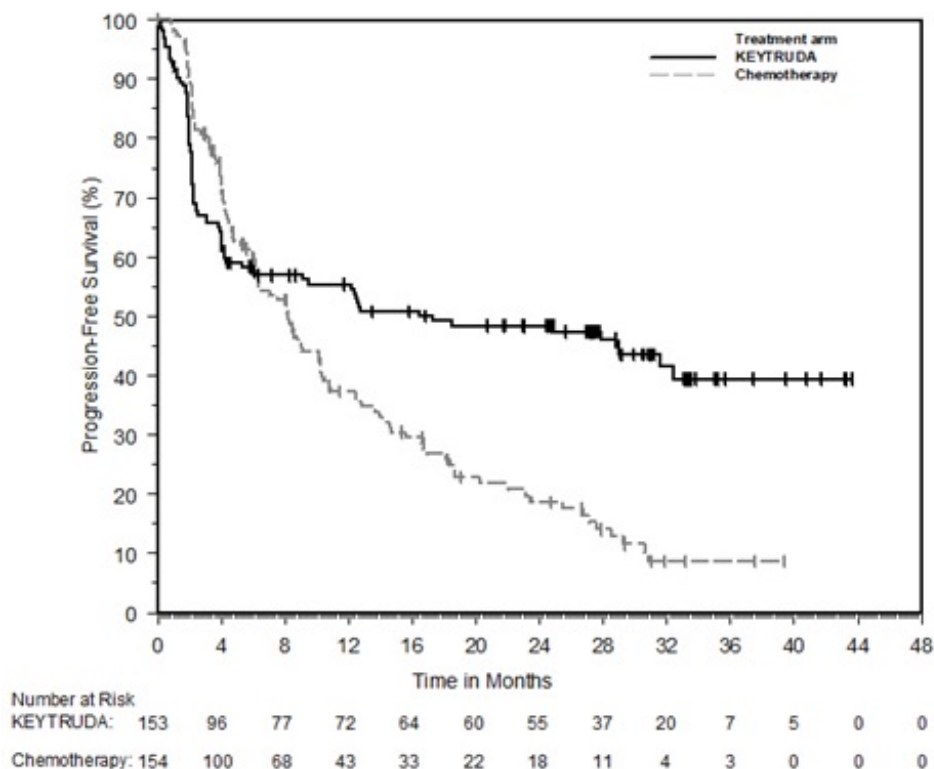 Treatment arm
KEYTRUDA
Chemotherapy
Progression-Free Survival (%)
100
90
80
70
60
50
40
30
20
10
0
0 4 8 12 16 20 24 28 32 36 40 44 48
Time in Months
Number at Risk
KEYTRUDA: 153 96 77 72 64 60 55 37 20 7 5 0 0
Chemotherapy: 154 100 68 43 33 22 18 11 4 3 0 0 0